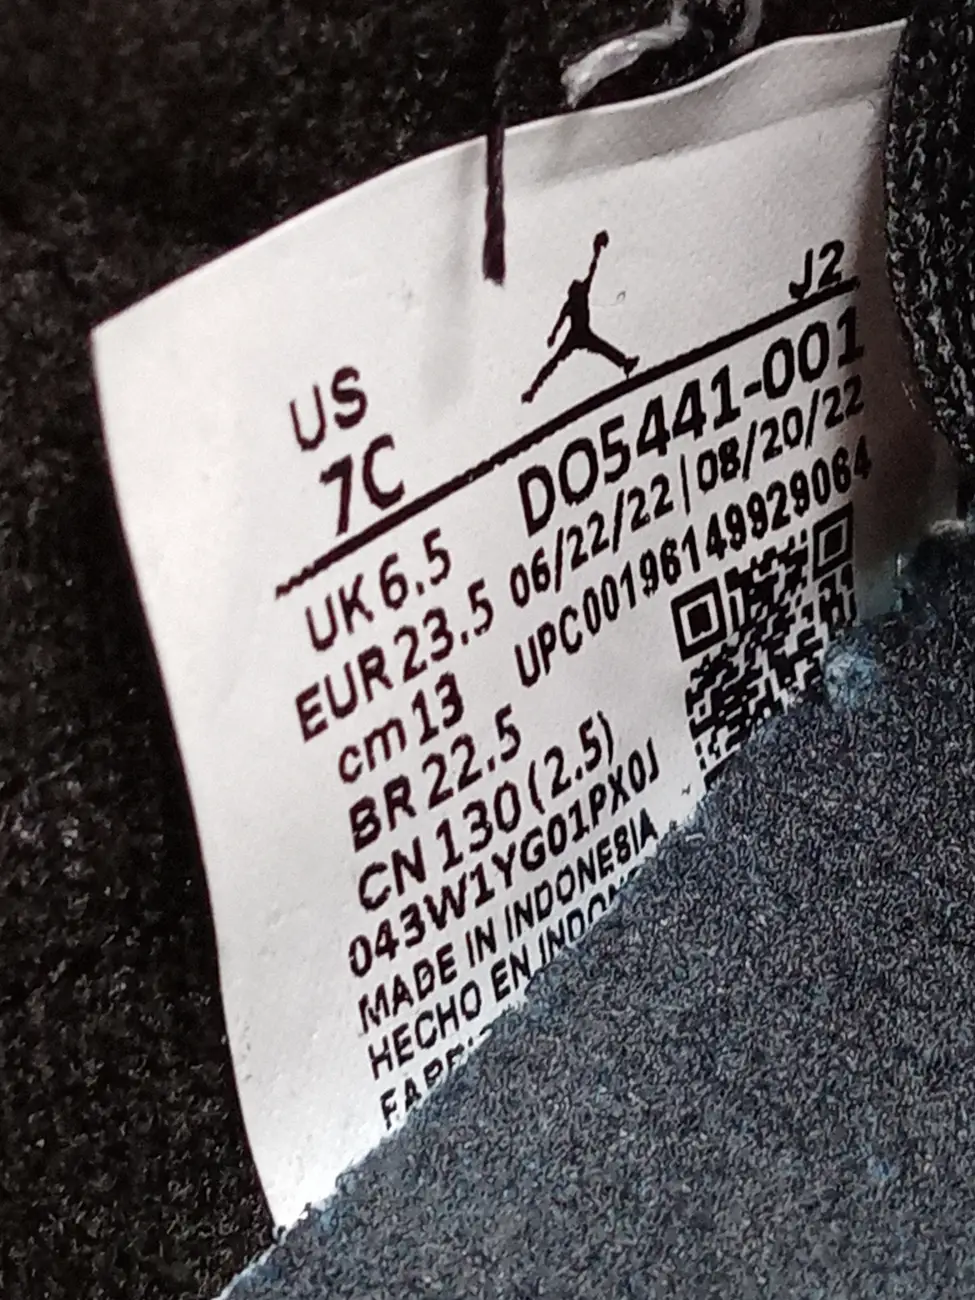 J2
US
7C
DO5441-001
UK 6.5
06/22/22 | 08/20/22
EUR 23.5
UPC00196149929064
cm 13
BR 22.5
CN 130 (2.5)
043W1YG01PX0J
MADE IN INDONESIA
HECHO EN